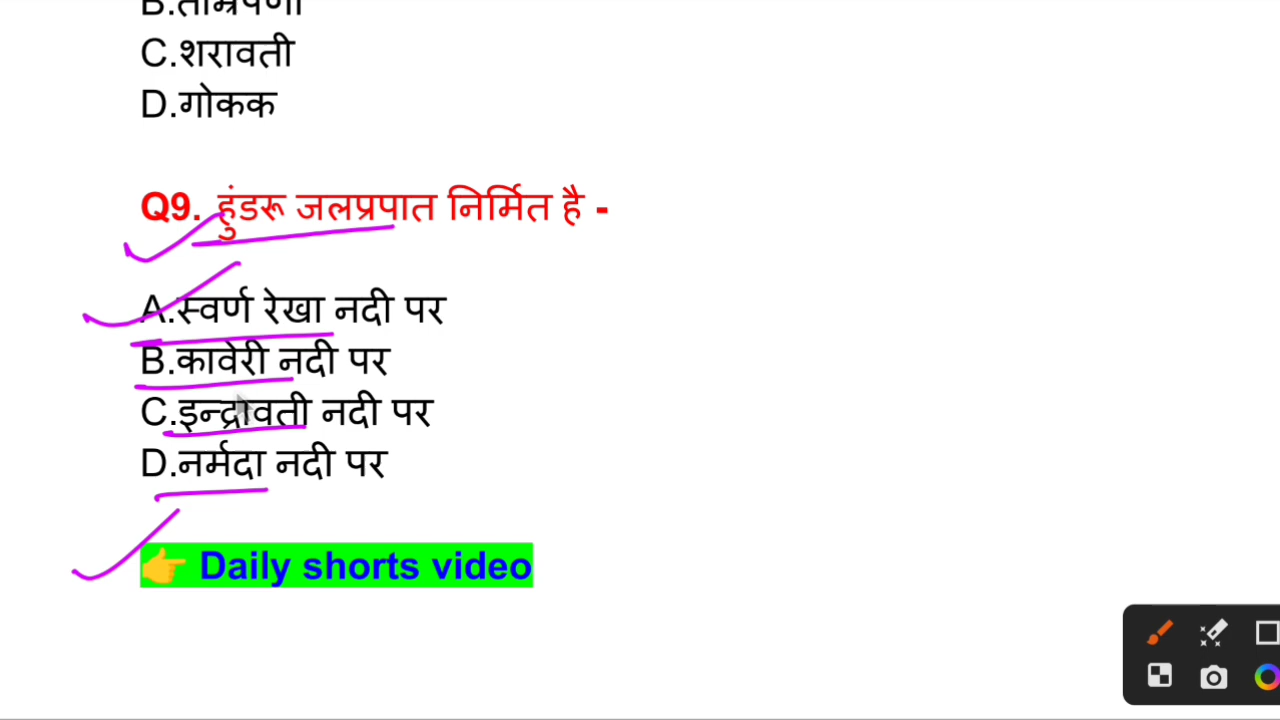 B.ताम्रपर्णी
C.शरावती
D.गोकक
Q9. हुंडरू जलप्रपात निर्मित है -
A.स्वर्ण रेखा नदी पर
B.कावेरी नदी पर
C.इन्द्रावती नदी पर
D.नर्मदा नदी पर
👉 Daily shorts video